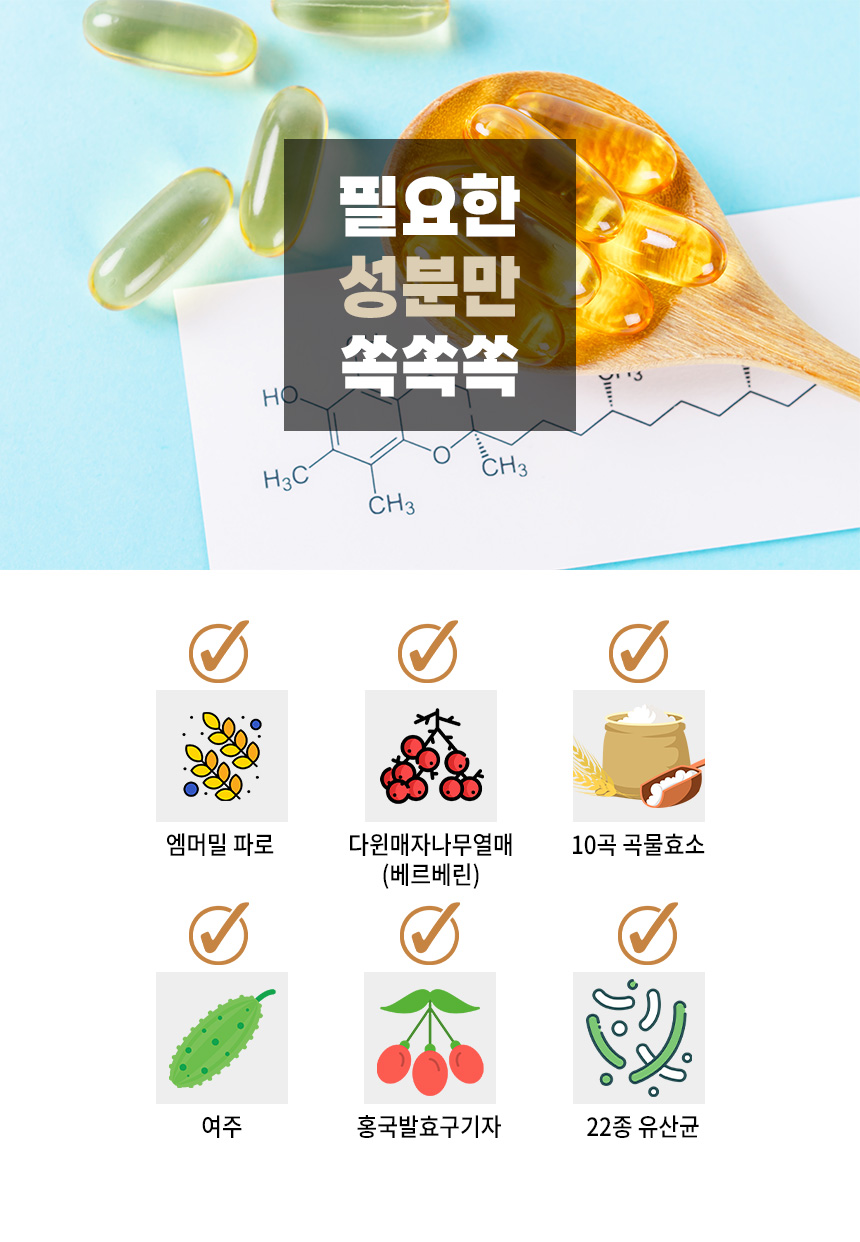 필요한
성분만
쏙쏙쏙
HO
H₃C
CH₃
O
CH₃
엠머밀 파로
다윈매자나무열매
(베르베린)
10곡 곡물효소
여주
홍국발효구기자
22종 유산균